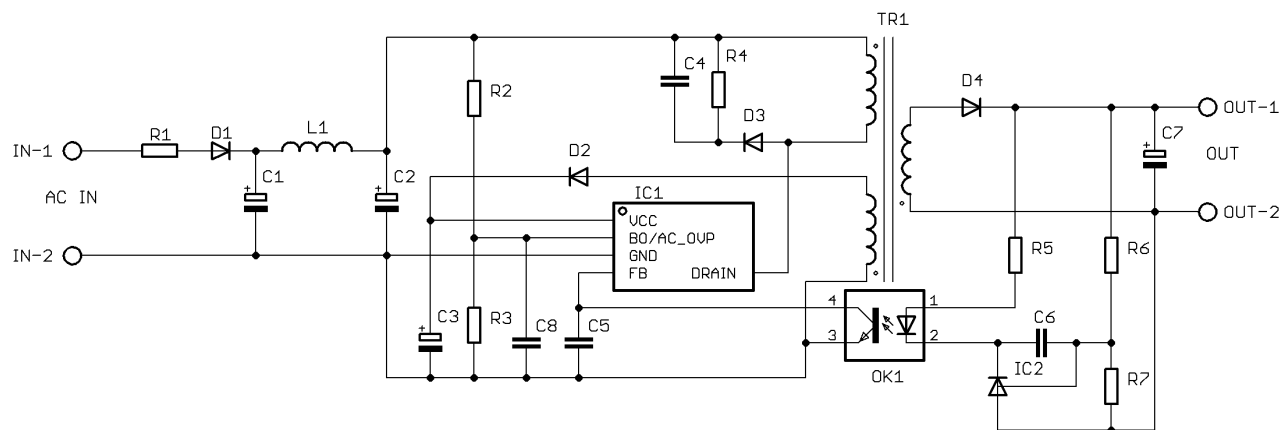 TR1
C4
R4
D4
R2
OUT-1
R1
D1
L1
D3
C7
IN-1
D2
OUT
C1
C2
IC1
AC IN
VCC
OUT-2
BO/AC_OVP
IN-2
GND
R5
R6
FB
DRAIN
4
1
C3
R3
C8
C5
C6
3
2
IC2
OK1
R7